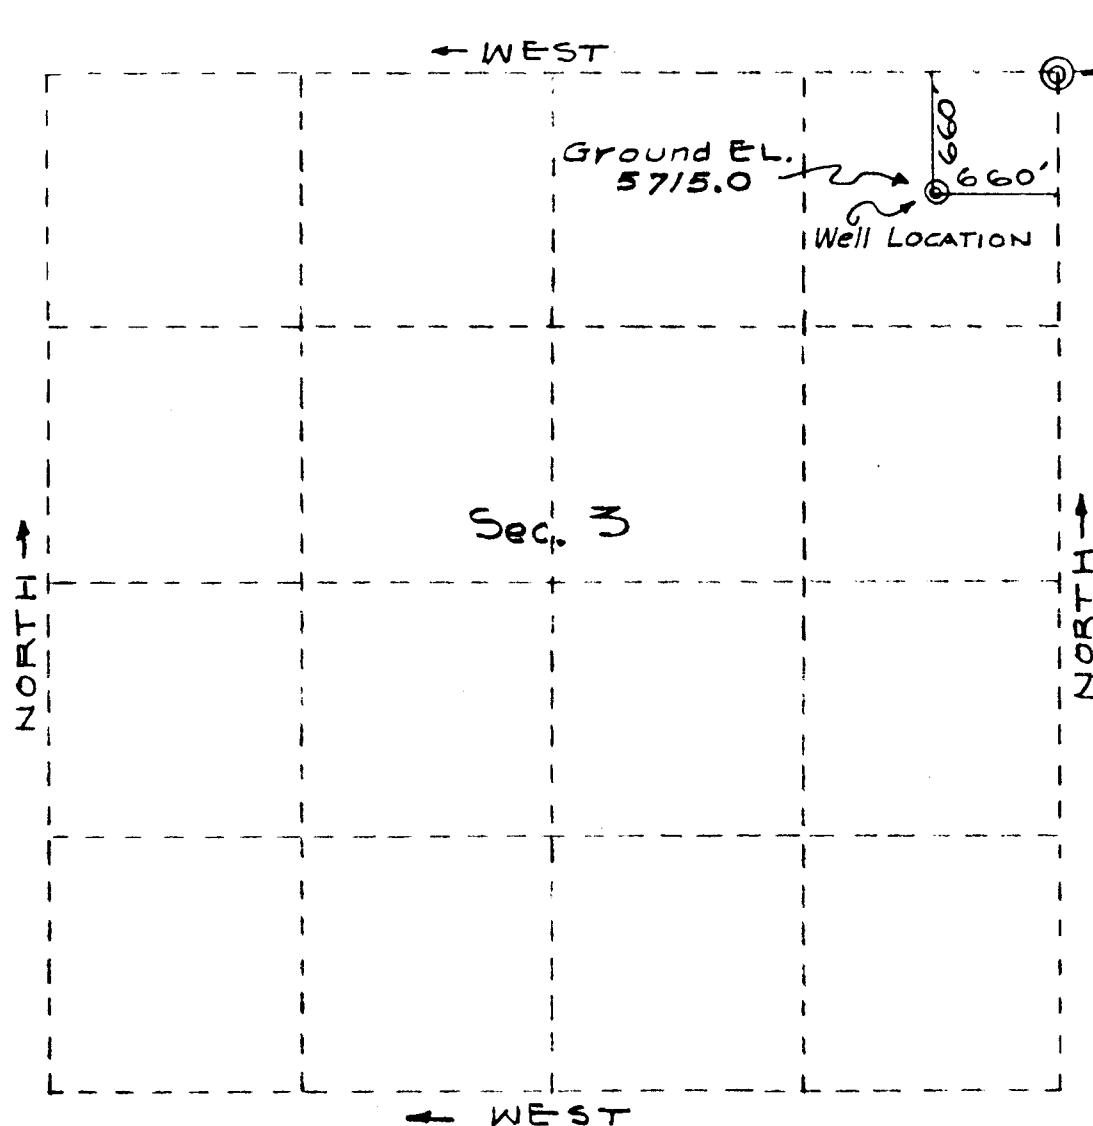 ← WEST
660'
Ground EL.
5715.0
660'
Well LOCATION
Sec. 3
NORTH →
NORTH →
← WEST